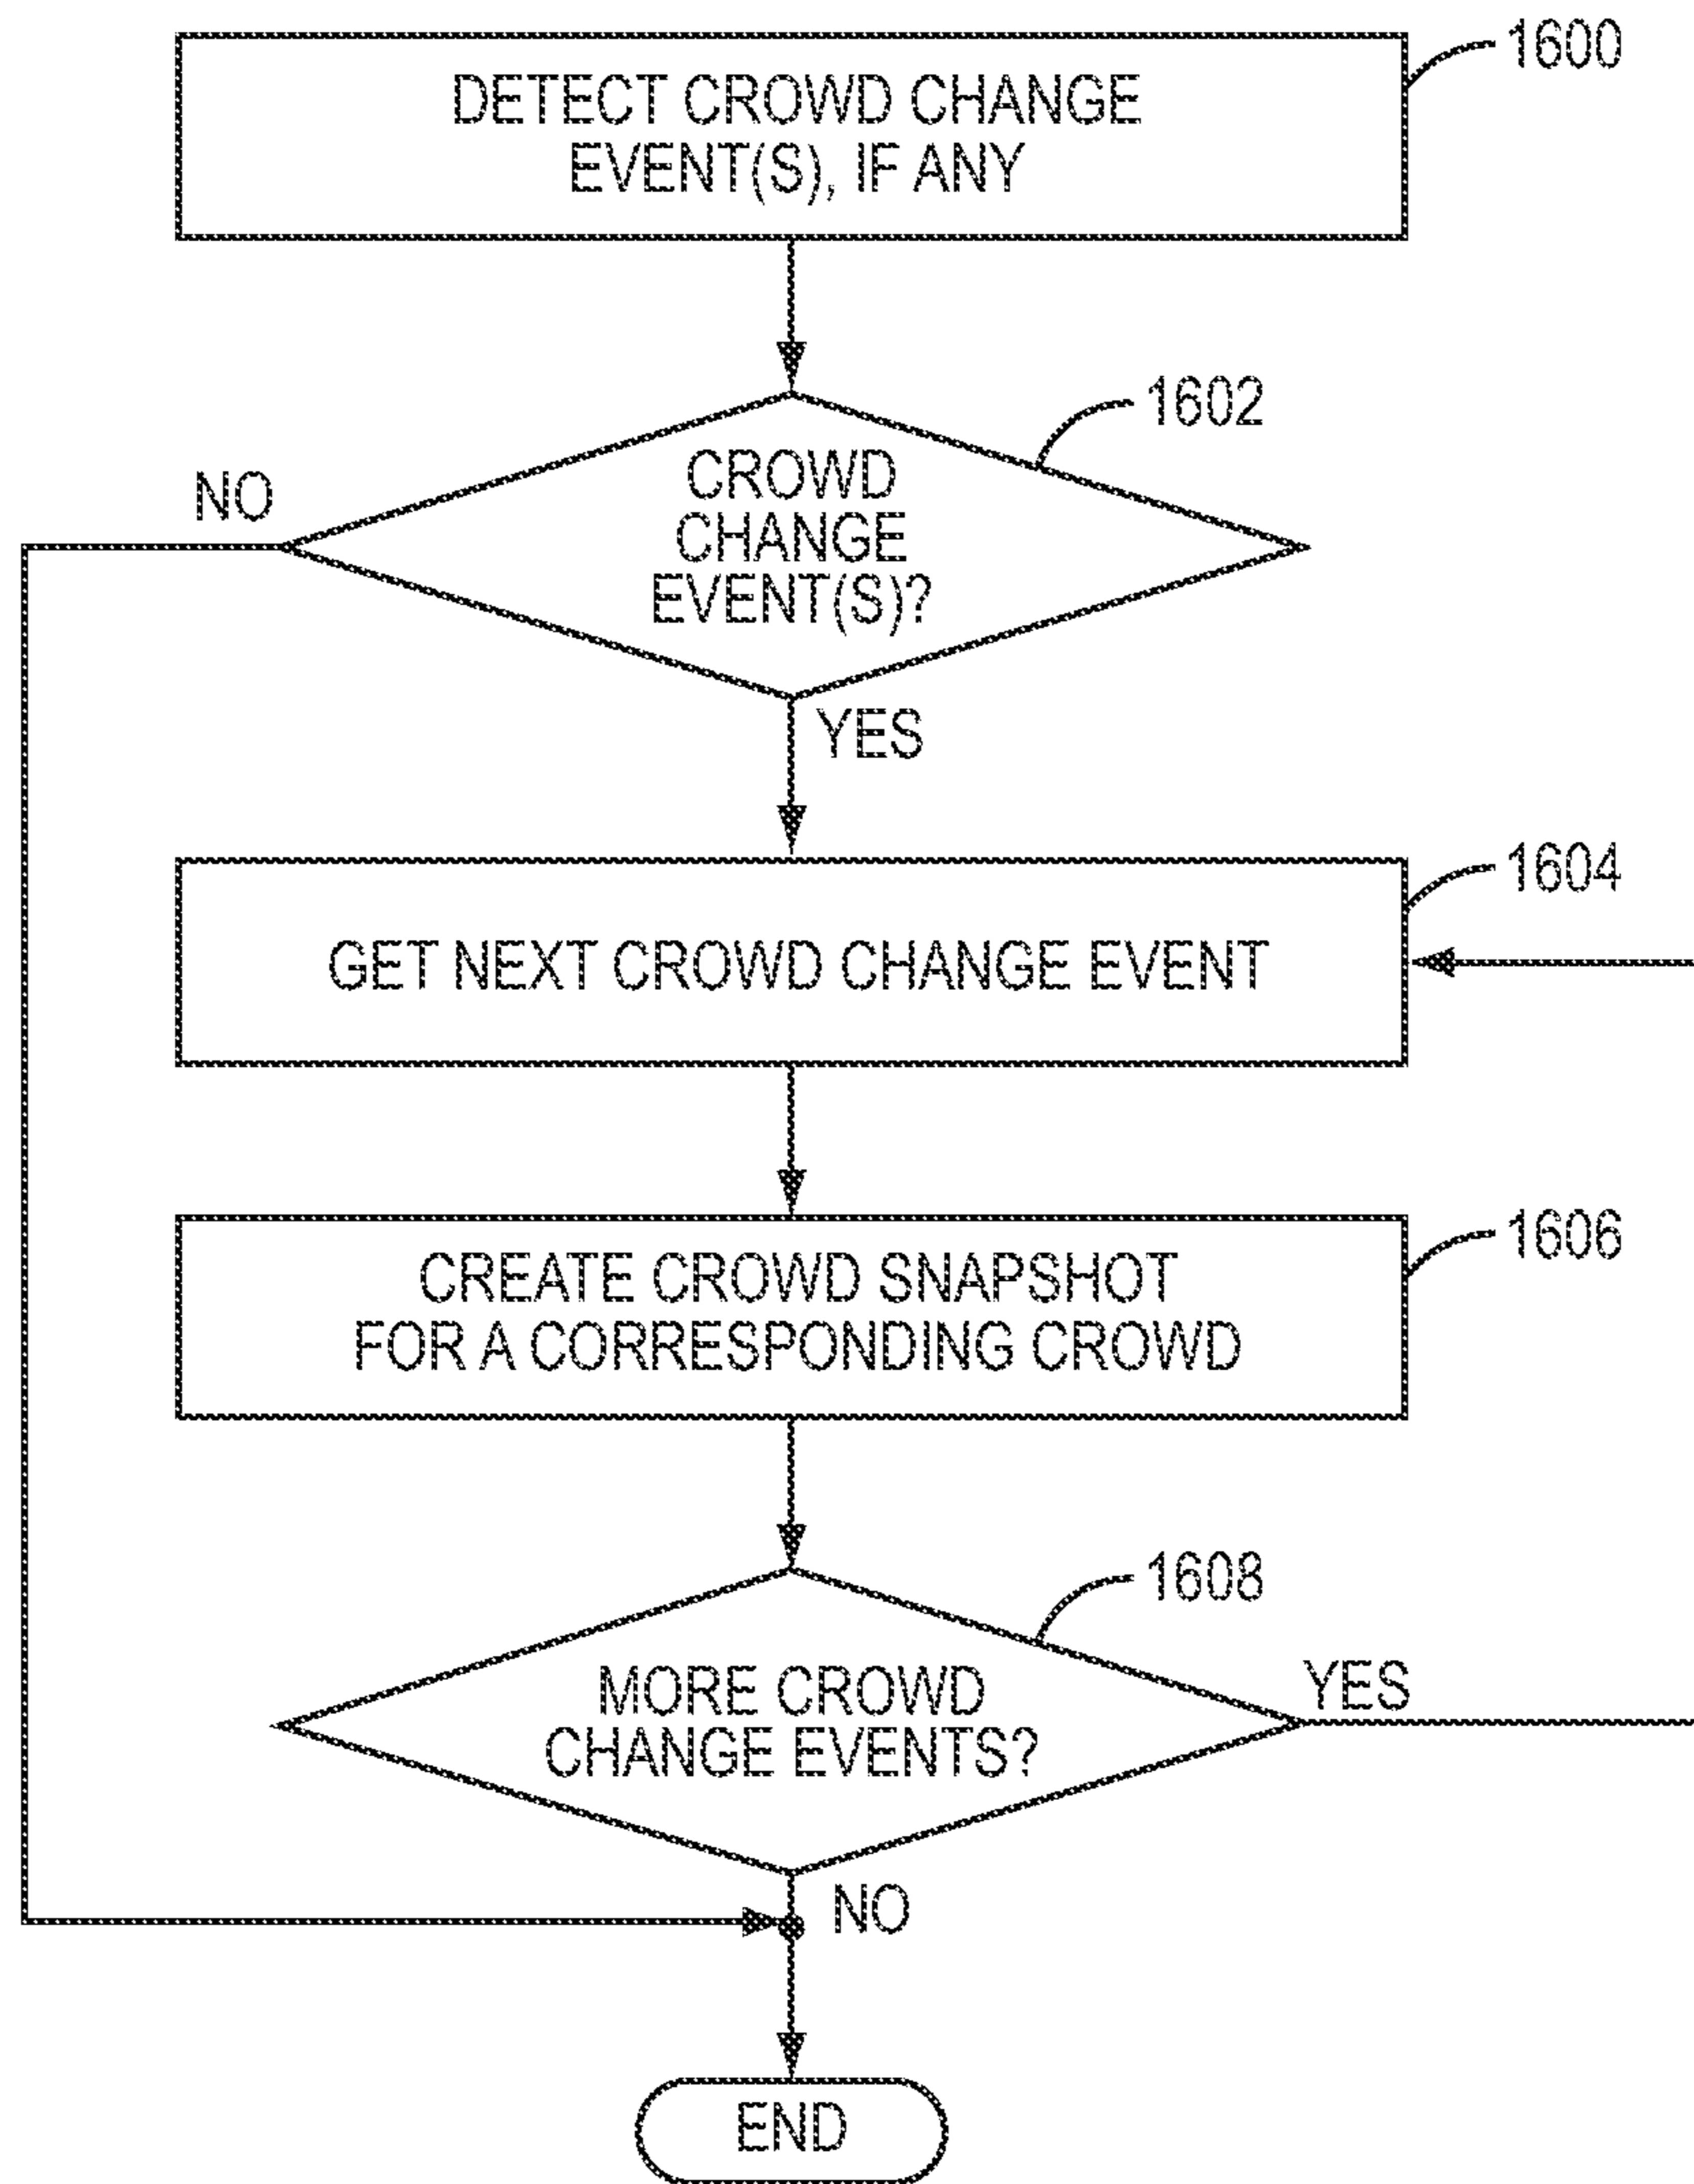 1600
DETECT CROWD CHANGE
EVENT(S), IF ANY
1602
NO
CROWD
CHANGE
EVENT(S)?
YES
1604
GET NEXT CROWD CHANGE EVENT
1606
CREATE CROWD SNAPSHOT
FOR A CORRESPONDING CROWD
1608
MORE CROWD
CHANGE EVENTS?
YES
NO
END